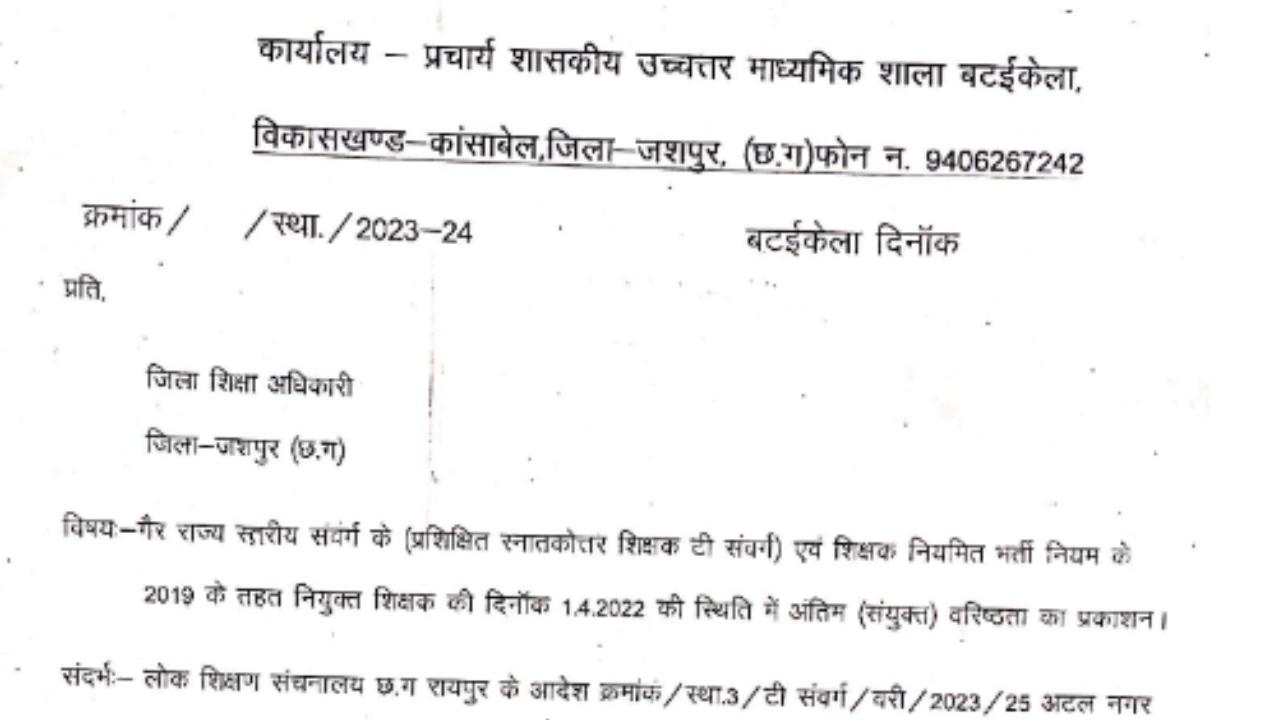 कार्यालय – प्रचार्य शासकीय उच्चत्तर माध्यमिक शाला बटईकेला,
विकासखण्ड–कांसाबेल,जिला–जशपुर, (छ.ग)फोन न. 9406267242
क्रमांक/ /स्था./2023–24 बटईकेला दिनॉक
प्रति,
जिला शिक्षा अधिकारी
जिला–जशपुर (छ.ग)
विषयः–गैर राज्य स्तरीय संवर्ग के (प्रशिक्षित स्नातकोत्तर शिक्षक टी संवर्ग) एवं शिक्षक नियमित भर्ती नियम के
2019 के तहत नियुक्त शिक्षक की दिनॉक 1.4.2022 की स्थिति में अंतिम (संयुक्त) वरिष्ठता का प्रकाशन।
संदर्भः– लोक शिक्षण संचनालय छ.ग रायपुर के आदेश क्रमांक/स्था.3/टी संवर्ग/वरी/2023/25 अटल नगर